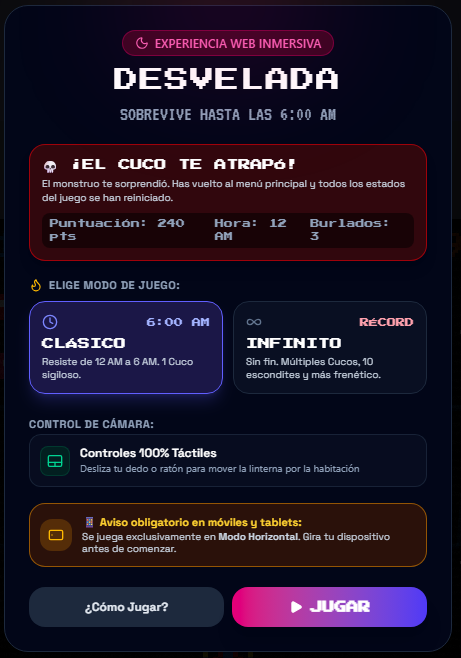 EXPERIENCIA WEB INMERSIVA
DESVELADA
SOBREVIVE HASTA LAS 6:00 AM
¡EL CUCO TE ATRAPó!
El monstruo te sorprendió. Has vuelto al menú principal y todos los estados
del juego se han reiniciado.
Puntuación: 240 pts
Hora: 12 AM
Burlados: 3
ELIGE MODO DE JUEGO:
6:00 AM
CLáSICO
Resiste de 12 AM a 6 AM. 1 Cuco
sigiloso.
RéCORD
INFINITO
Sin fin. Múltiples Cucos, 10
escondites y más frenético.
CONTROL DE CÁMARA:
Controles 100% Táctiles
Desliza tu dedo o ratón para mover la linterna por la habitación
Aviso obligatorio en móviles y tablets:
Se juega exclusivamente en Modo Horizontal. Gira tu dispositivo
antes de comenzar.
¿Cómo Jugar?
JUGAR